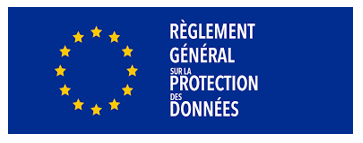 RÈGLEMENT
GÉNÉRAL
SUR LA
PROTECTION
DES
DONNÉES